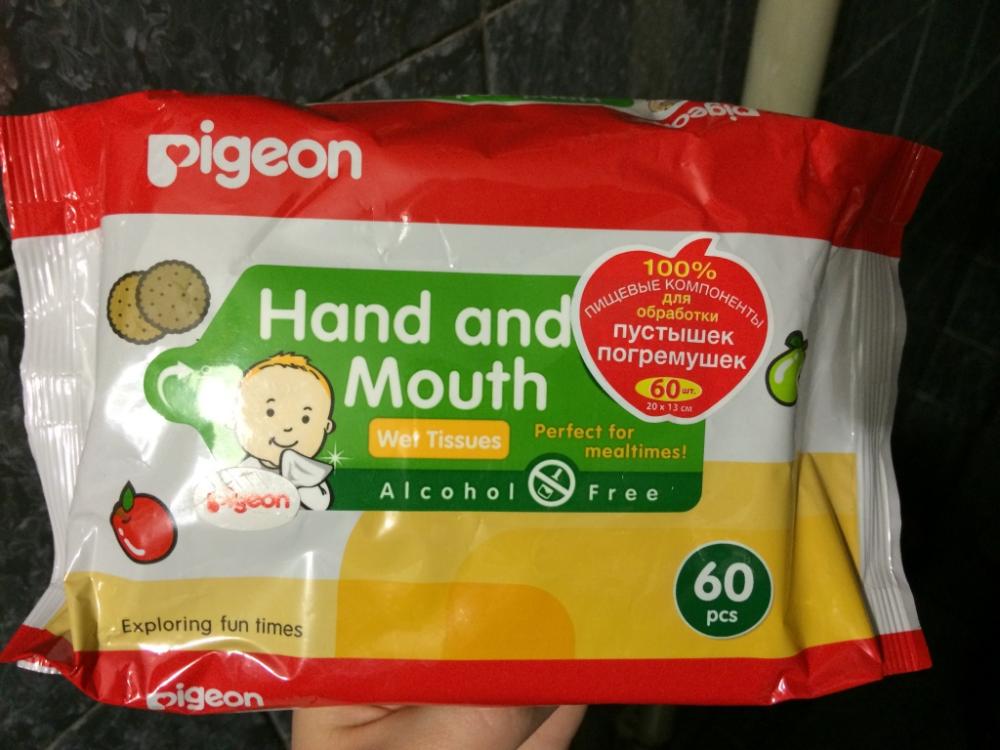 pigeon
pigeon
Hand and
Mouth
Wet Tissues
Perfect for
mealtimes!
Alcohol Free
100%
ПИЩЕВЫЕ КОМПОНЕНТЫ
для
обработки
пустышек
погремушек
60 шт.
20 x 13 см
pigeon
60
pcs
Exploring fun times
pigeon